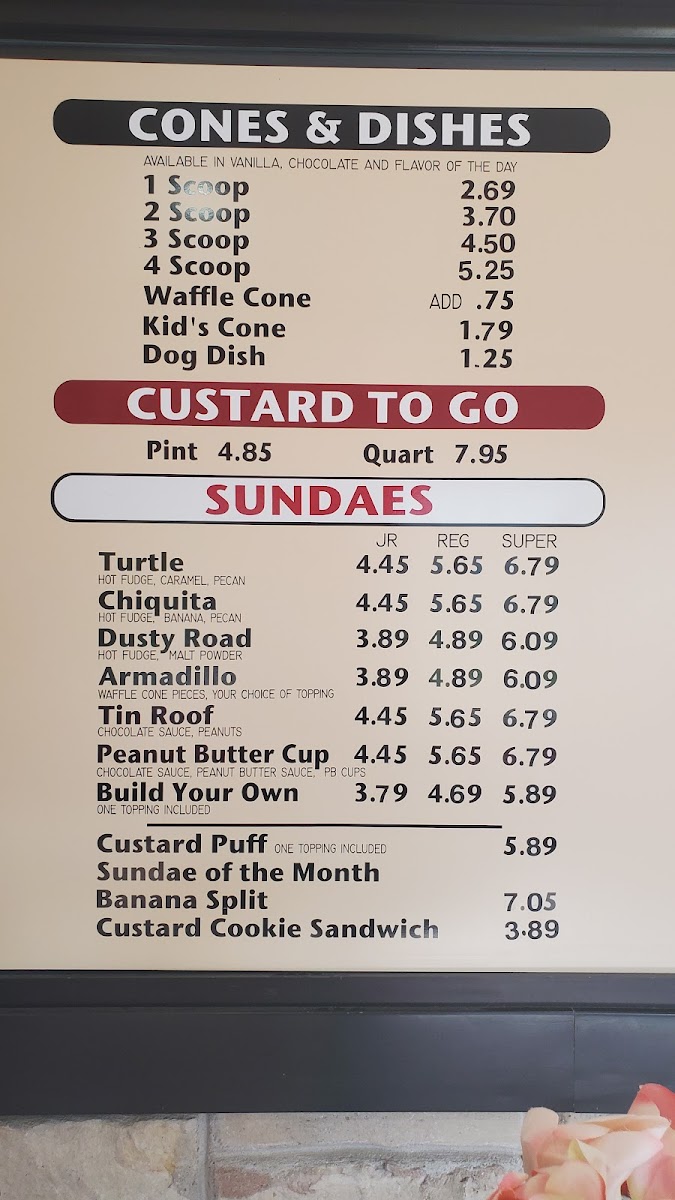 CONES & DISHES
AVAILABLE IN VANILLA, CHOCOLATE AND FLAVOR OF THE DAY
1 Scoop 2.69
2 Scoop 3.70
3 Scoop 4.50
4 Scoop 5.25
Waffle Cone ADD .75
Kid's Cone 1.79
Dog Dish 1.25
CUSTARD TO GO
Pint 4.85 Quart 7.95
SUNDAES
JR REG SUPER
Turtle 4.45 5.65 6.79
HOT FUDGE, CARAMEL, PECAN
Chiquita 4.45 5.65 6.79
HOT FUDGE, BANANA, PECAN
Dusty Road 3.89 4.89 6.09
HOT FUDGE, MALT POWDER
Armadillo 3.89 4.89 6.09
WAFFLE CONE PIECES, YOUR CHOICE OF TOPPING
Tin Roof 4.45 5.65 6.79
CHOCOLATE SAUCE, PEANUTS
Peanut Butter Cup 4.45 5.65 6.79
CHOCOLATE SAUCE, PEANUT BUTTER SAUCE, PB CUPS
Build Your Own 3.79 4.69 5.89
ONE TOPPING INCLUDED
Custard Puff ONE TOPPING INCLUDED 5.89
Sundae of the Month
Banana Split 7.05
Custard Cookie Sandwich 3.89